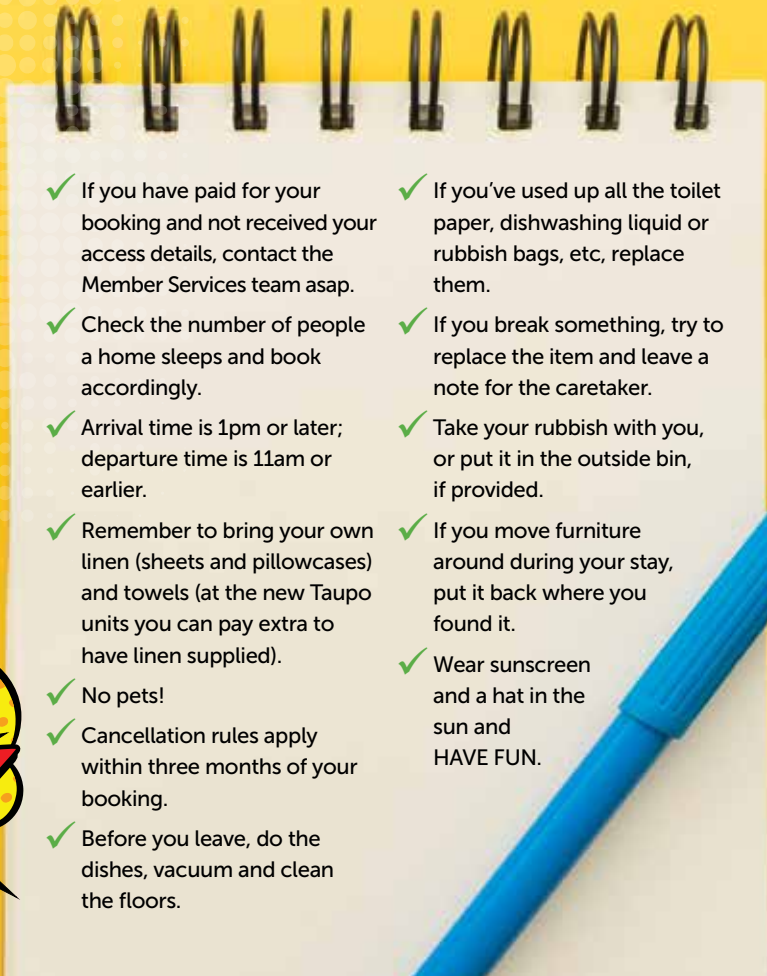 If you have paid for your
booking and not received your
access details, contact the
Member Services team asap.
Check the number of people
a home sleeps and book
accordingly.
Arrival time is 1pm or later;
departure time is 11am or
earlier.
Remember to bring your own
linen (sheets and pillowcases)
and towels (at the new Taupo
units you can pay extra to
have linen supplied).
No pets!
Cancellation rules apply
within three months of your
booking.
Before you leave, do the
dishes, vacuum and clean
the floors.
If you’ve used up all the toilet
paper, dishwashing liquid or
rubbish bags, etc, replace
them.
If you break something, try to
replace the item and leave a
note for the caretaker.
Take your rubbish with you,
or put it in the outside bin,
if provided.
If you move furniture
around during your stay,
put it back where you
found it.
Wear sunscreen
and a hat in the
sun and
HAVE FUN.